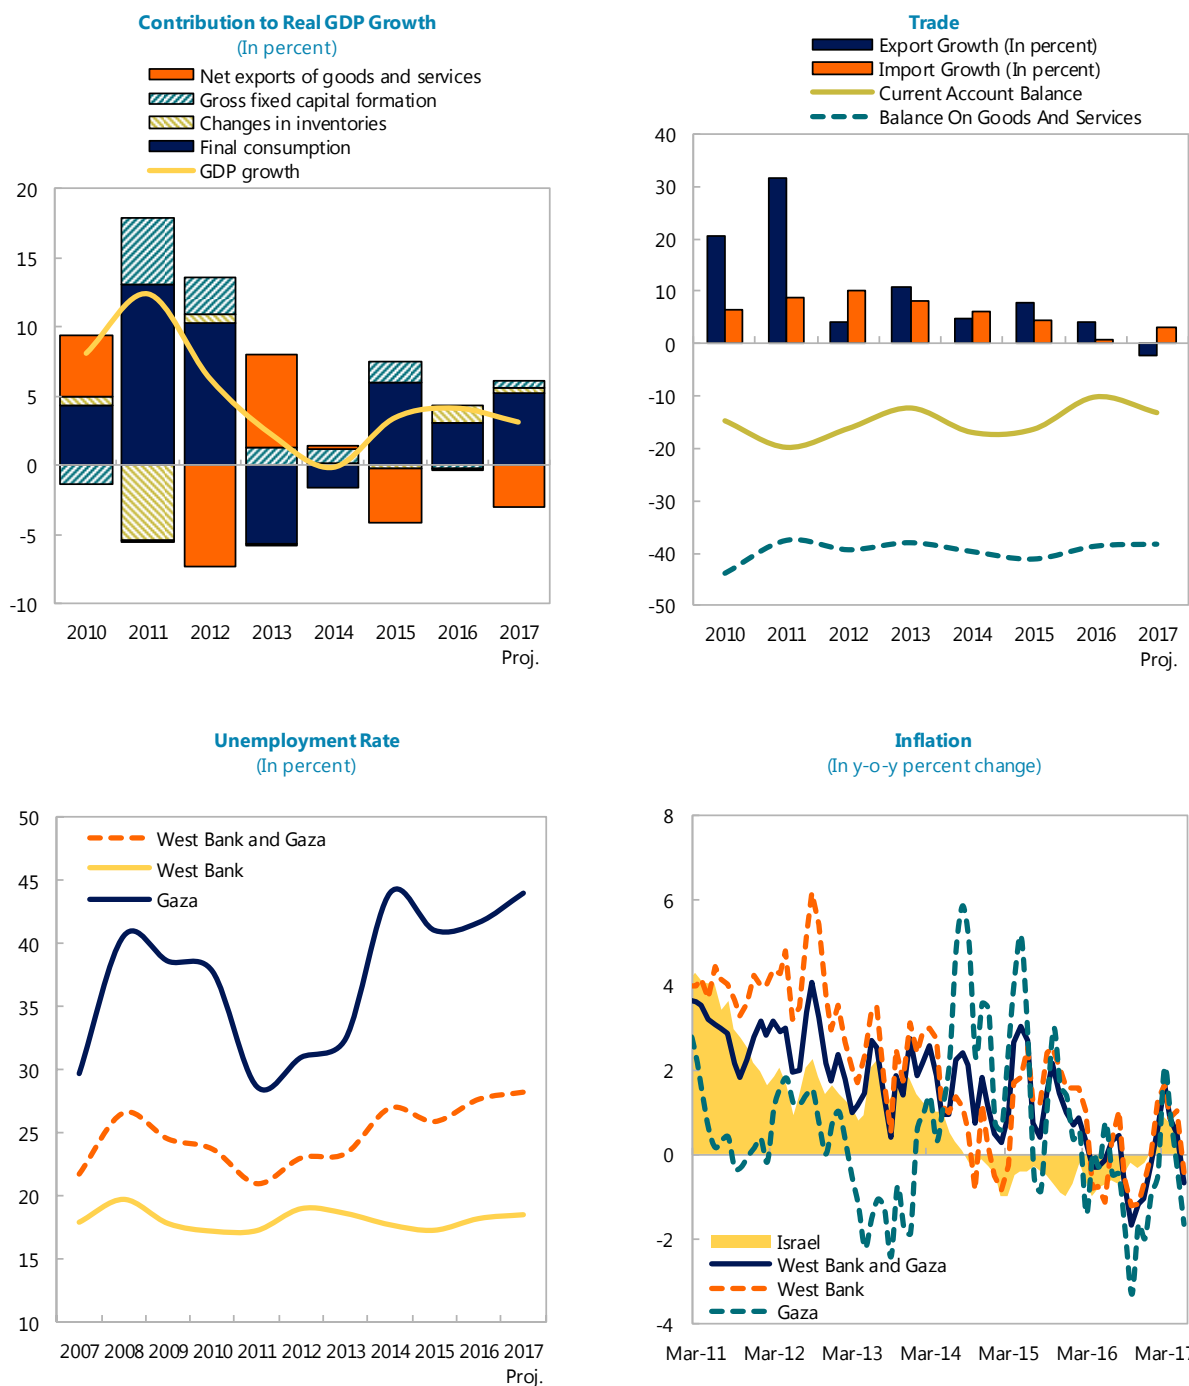 Contribution to Real GDP Growth
(In percent)
Net exports of goods and services
Gross fixed capital formation
Changes in inventories
Final consumption
GDP growth
20
15
10
5
0
-5
-10
2010 2011 2012 2013 2014 2015 2016 2017
Proj.
Trade
Export Growth (In percent)
Import Growth (In percent)
Current Account Balance
Balance On Goods And Services
40
30
20
10
0
-10
-20
-30
-40
-50
2010 2011 2012 2013 2014 2015 2016 2017
Proj.
Unemployment Rate
(In percent)
50
45
40
35
30
25
20
15
10
West Bank and Gaza
West Bank
Gaza
2007 2008 2009 2010 2011 2012 2013 2014 2015 2016 2017
Proj.
Inflation
(In y-o-y percent change)
8
6
4
2
0
-2
-4
Israel
West Bank and Gaza
West Bank
Gaza
Mar-11 Mar-12 Mar-13 Mar-14 Mar-15 Mar-16 Mar-17